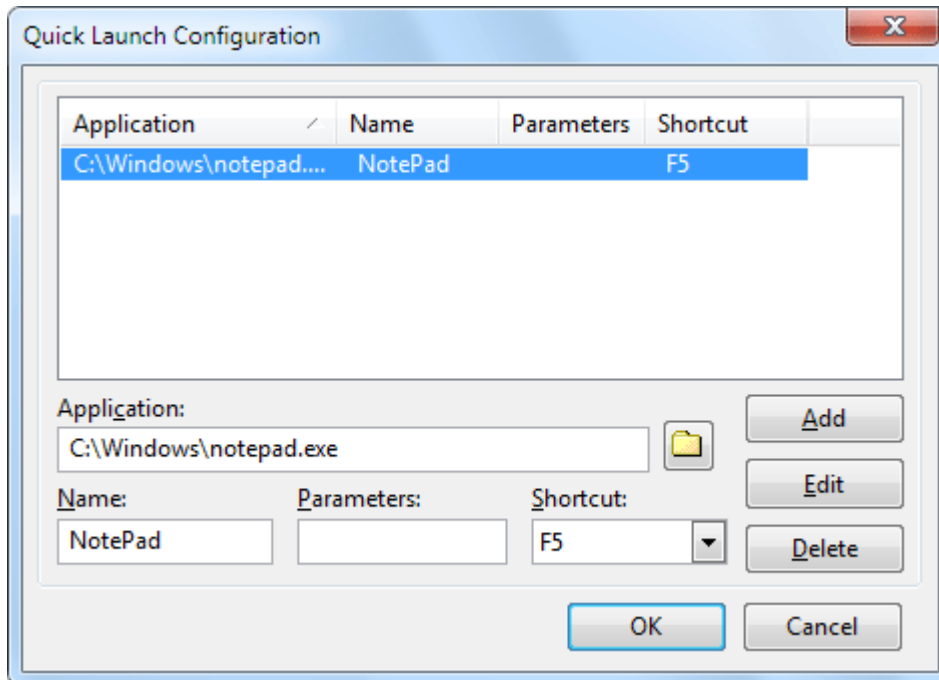 Quick Launch Configuration
Application Name Parameters Shortcut
C:\Windows\notepad.... NotePad F5
Application:
C:\Windows\notepad.exe
Add
Name: Parameters: Shortcut:
Edit
NotePad F5
Delete
OK Cancel